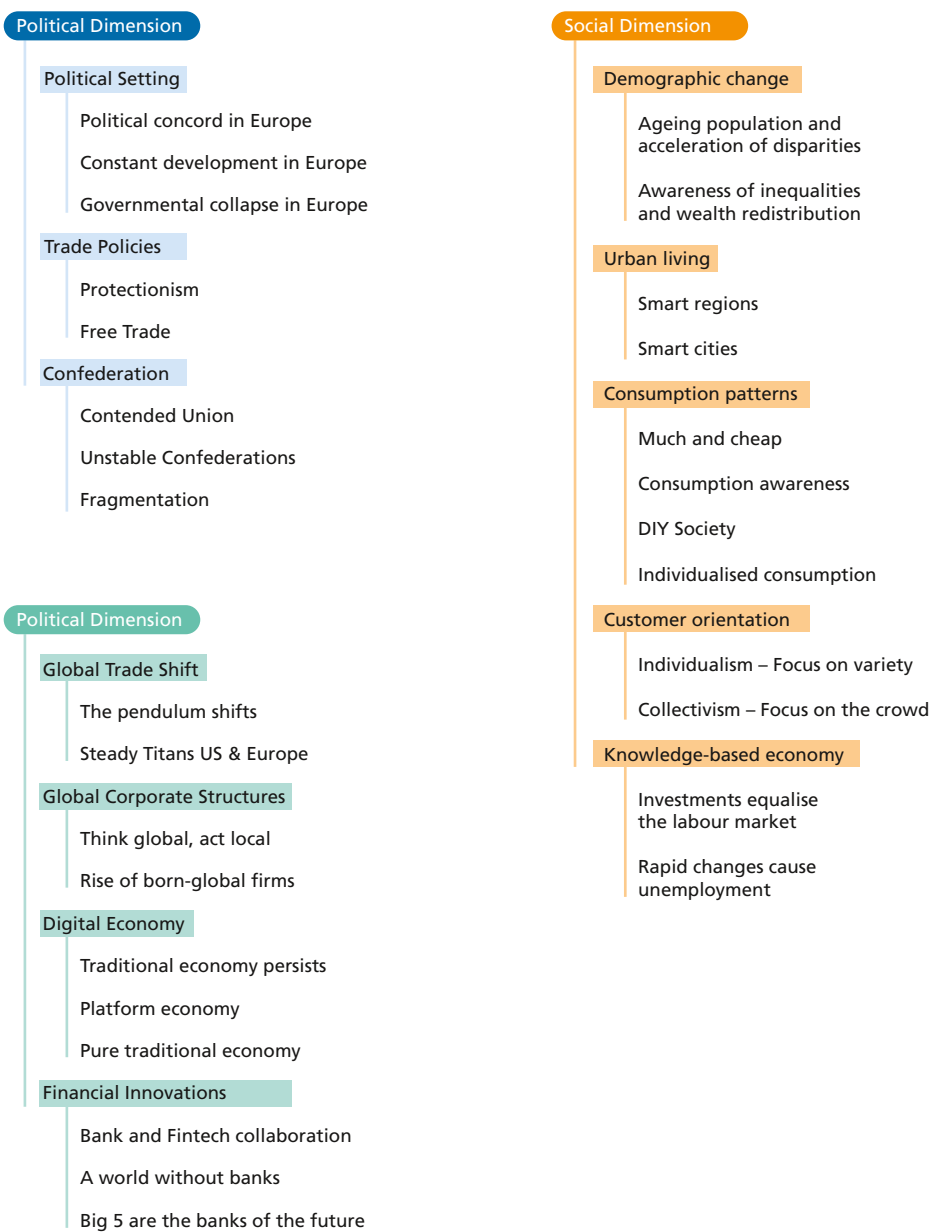 Political Dimension
Political Setting
Political concord in Europe
Constant development in Europe
Governmental collapse in Europe
Trade Policies
Protectionism
Free Trade
Confederation
Contended Union
Unstable Confederations
Fragmentation
Political Dimension
Global Trade Shift
The pendulum shifts
Steady Titans US & Europe
Global Corporate Structures
Think global, act local
Rise of born-global firms
Digital Economy
Traditional economy persists
Platform economy
Pure traditional economy
Financial Innovations
Bank and Fintech collaboration
A world without banks
Big 5 are the banks of the future
Social Dimension
Demographic change
Ageing population and
acceleration of disparities
Awareness of inequalities
and wealth redistribution
Urban living
Smart regions
Smart cities
Consumption patterns
Much and cheap
Consumption awareness
DIY Society
Individualised consumption
Customer orientation
Individualism – Focus on variety
Collectivism – Focus on the crowd
Knowledge-based economy
Investments equalise
the labour market
Rapid changes cause
unemployment